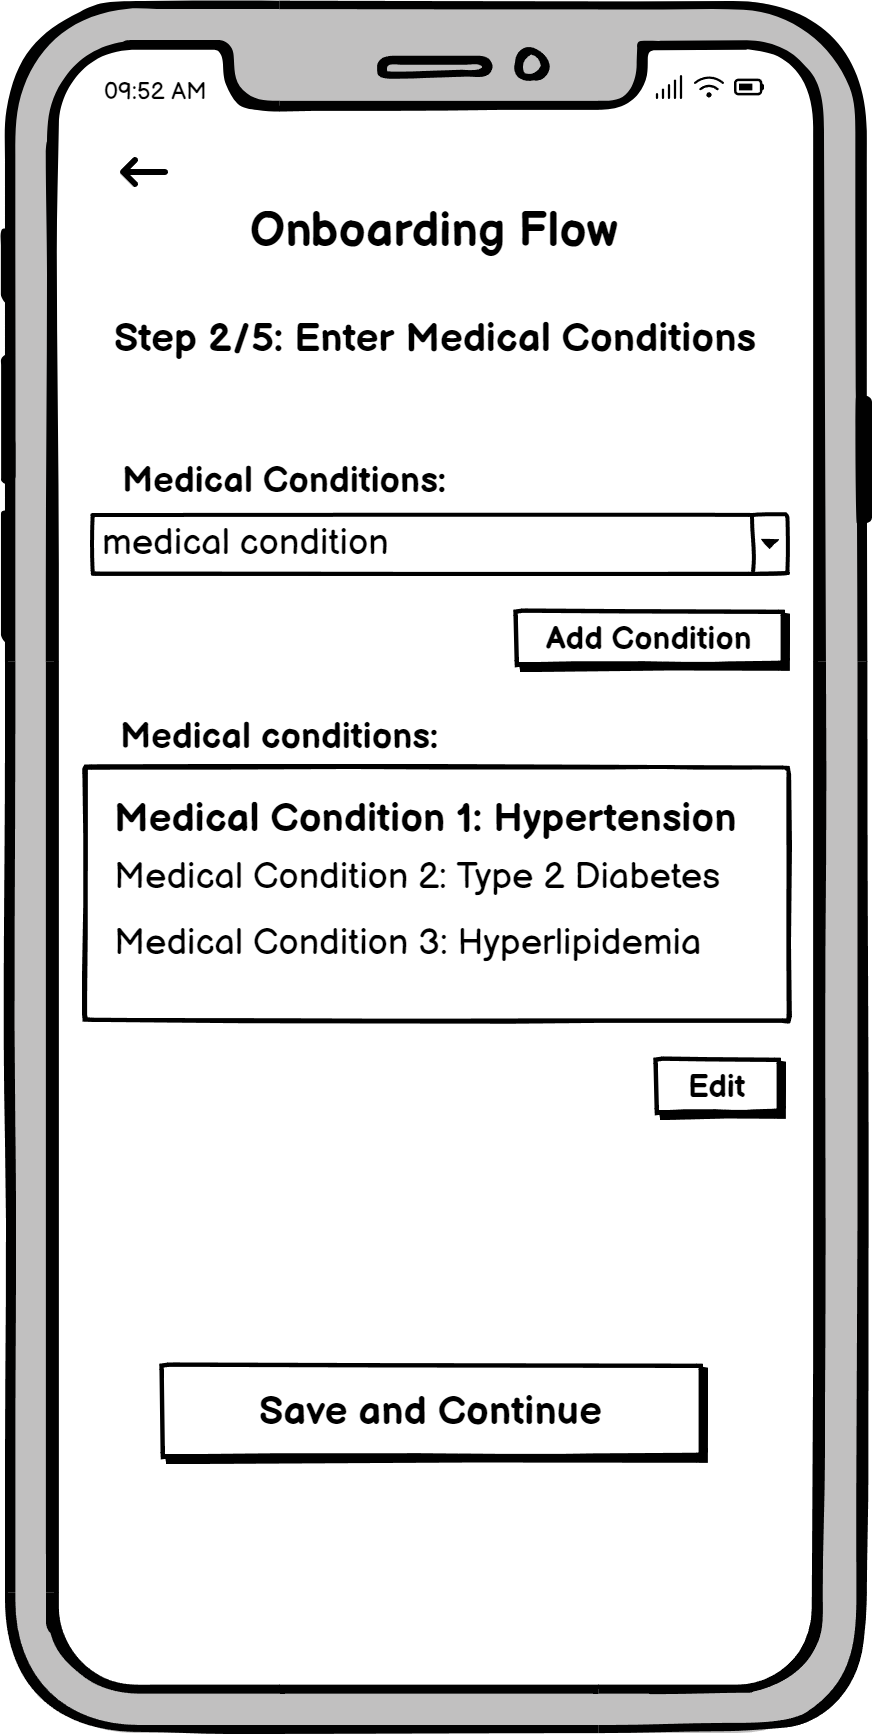 09:52 AM
Onboarding Flow
Step 2/5: Enter Medical Conditions
Medical Conditions:
medical condition
Add Condition
Medical conditions:
Medical Condition 1: Hypertension
Medical Condition 2: Type 2 Diabetes
Medical Condition 3: Hyperlipidemia
Edit
Save and Continue